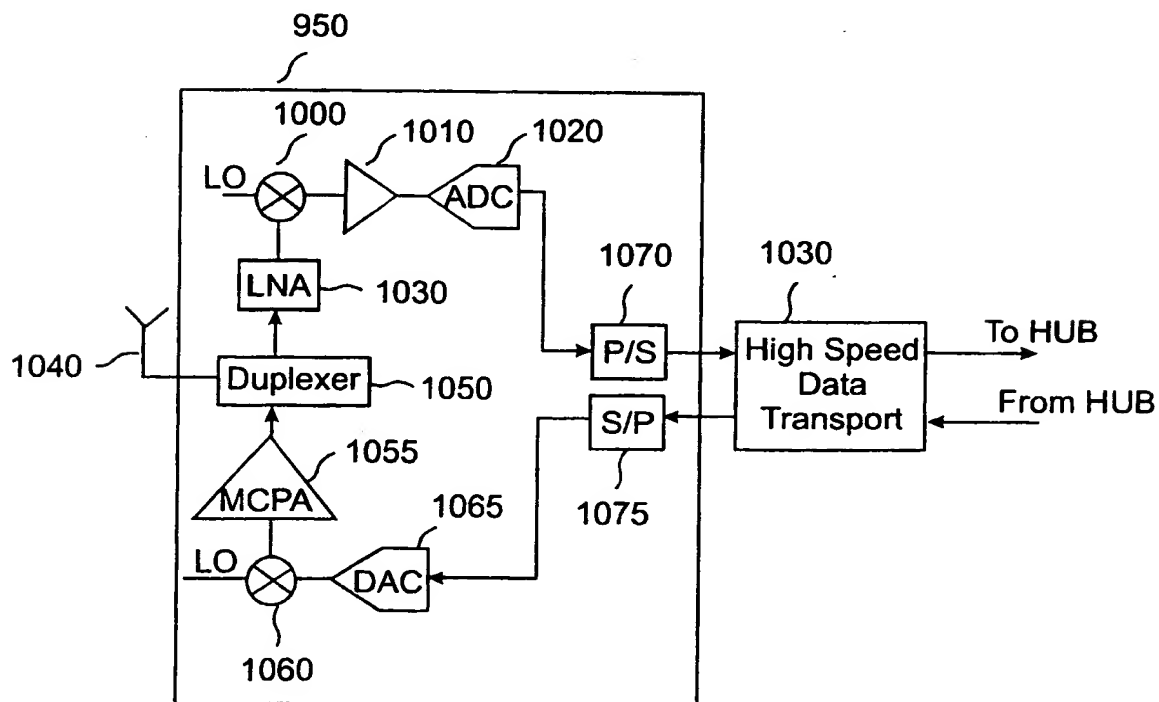 950
1000
1010
1020
LO
ADC
LNA
1030
1070
1030
P/S
High Speed
Data
Transport
To HUB
From HUB
1040
Duplexer
1050
S/P
1075
1055
MCPA
1065
LO
DAC
1060